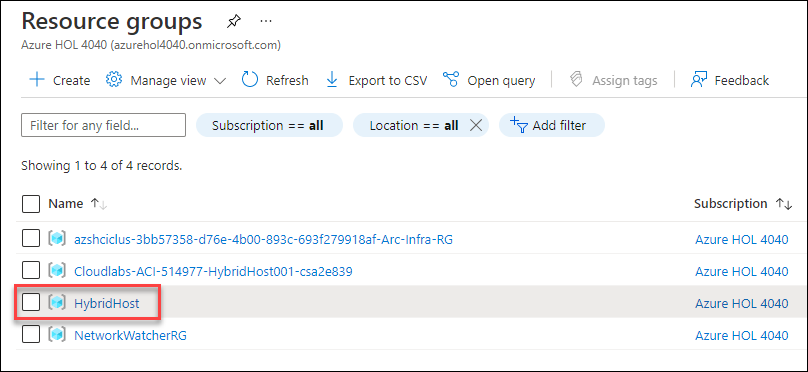 Resource groups
Azure HOL 4040 (azurehol4040.onmicrosoft.com)
Create Manage view Refresh Export to CSV Open query Assign tags Feedback
Filter for any field... Subscription == all Location == all Add filter
Showing 1 to 4 of 4 records.
Name Subscription
azshciclus-3bb57358-d76e-4b00-893c-693f279918af-Arc-Infra-RG Azure HOL 4040
Cloudlabs-ACI-514977-HybridHost001-csa2e839 Azure HOL 4040
HybridHost Azure HOL 4040
NetworkWatcherRG Azure HOL 4040